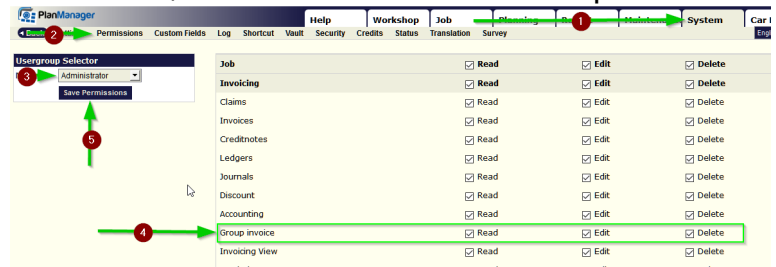 PlanManager
Help Workshop Job Planning System Car
1
Permissions Custom Fields Log Shortcut Vault Security Credits Status Translation Survey Engl
2
Usergroup Selector
3 Administrator
Save Permissions
5
4
Job Read Edit Delete
Invoicing Read Edit Delete
Claims Read Edit Delete
Invoices Read Edit Delete
Creditnotes Read Edit Delete
Ledgers Read Edit Delete
Journals Read Edit Delete
Discount Read Edit Delete
Accounting Read Edit Delete
Group invoice Read Edit Delete
Invoicing View Read Edit Delete